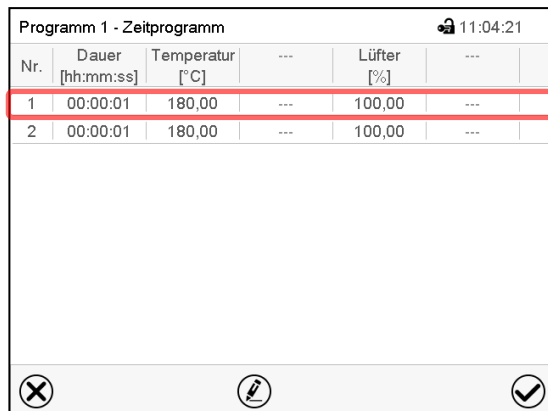 Programm 1 - Zeitprogramm 11:04:21
Nr. Dauer [hh:mm:ss] Temperatur [°C] --- Lüfter [%] ---
1 00:00:01 180,00 --- 100,00 ---
2 00:00:01 180,00 --- 100,00 ---